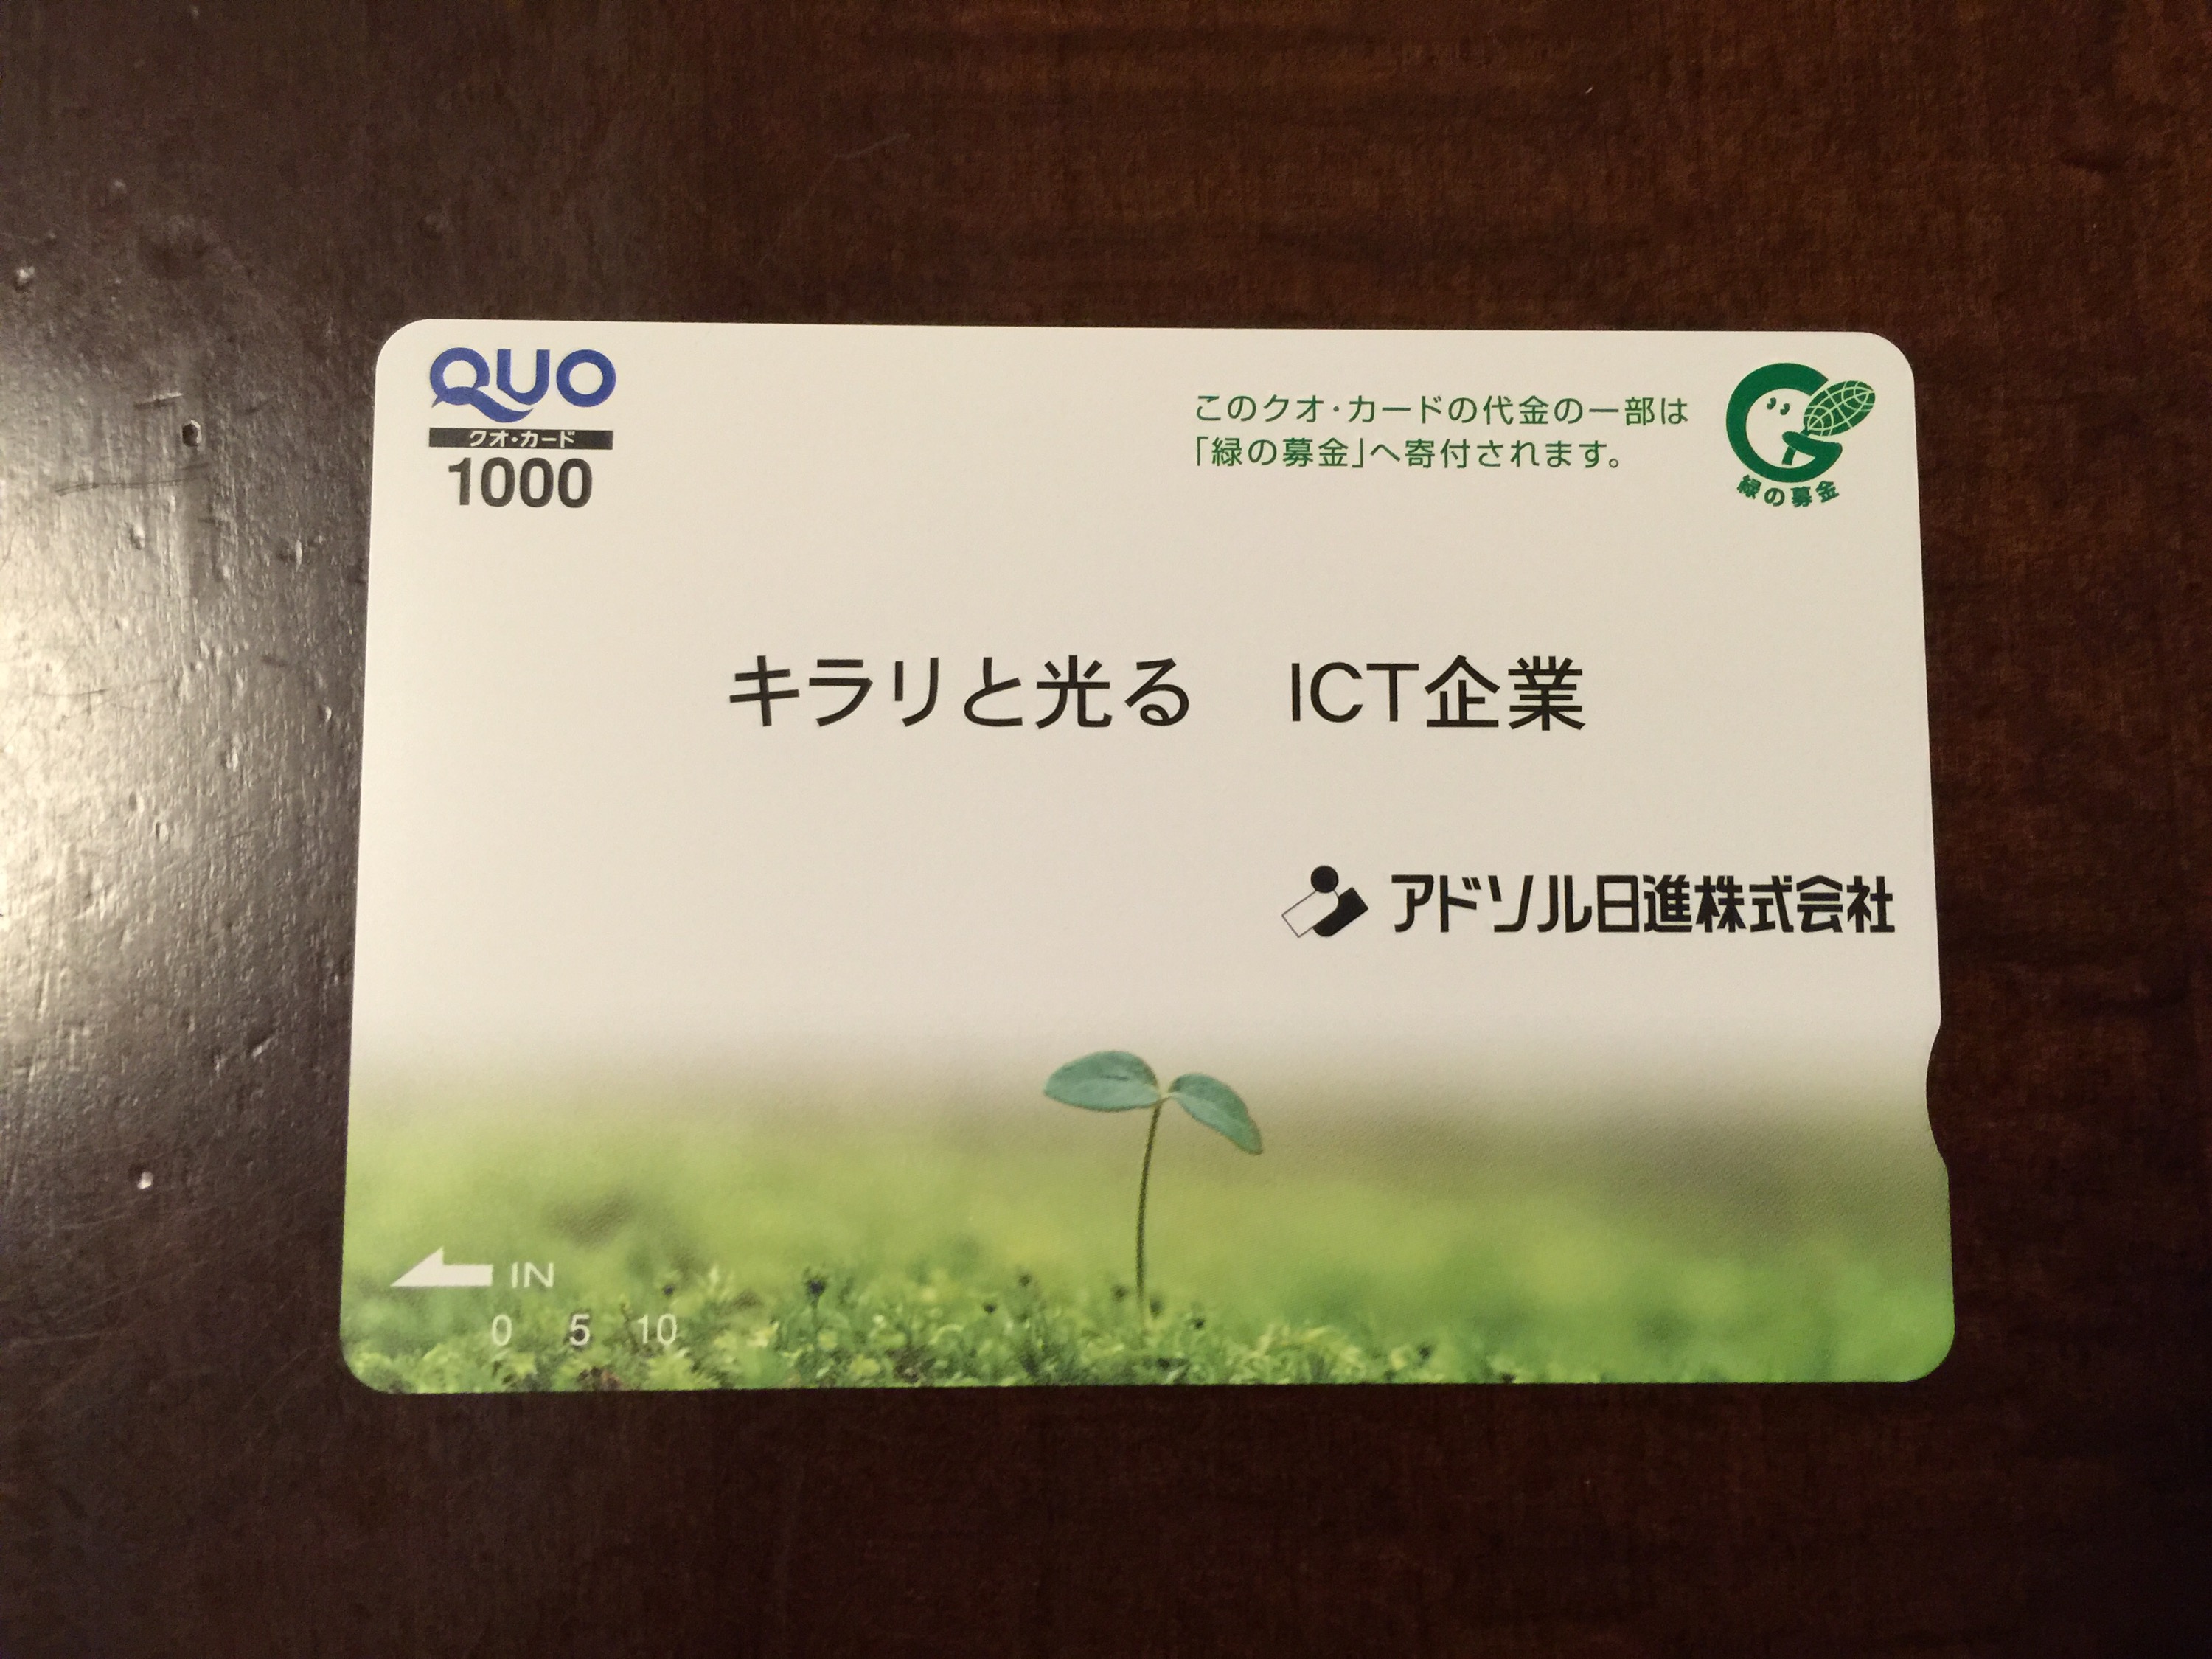 QUO
クオ・カード
1000
このクオ・カードの代金の一部は
「緑の募金」へ寄付されます。
緑の募金
キラリと光る　ICT企業
アドソル日進株式会社
IN
0 5 10